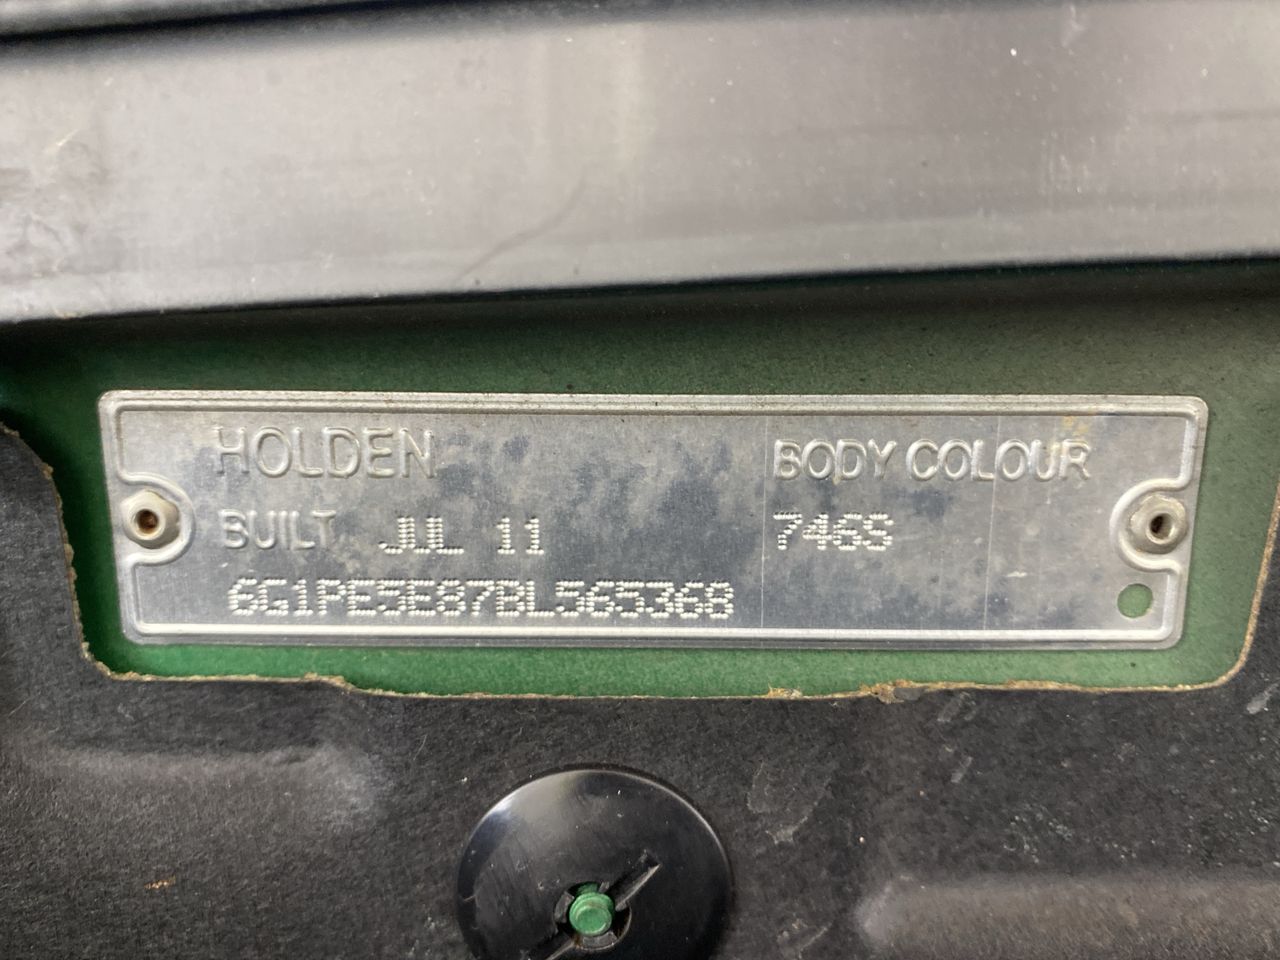 HOLDEN
BODY COLOUR
BUILT JUL 11
746S
6G1PE5E87BL565368